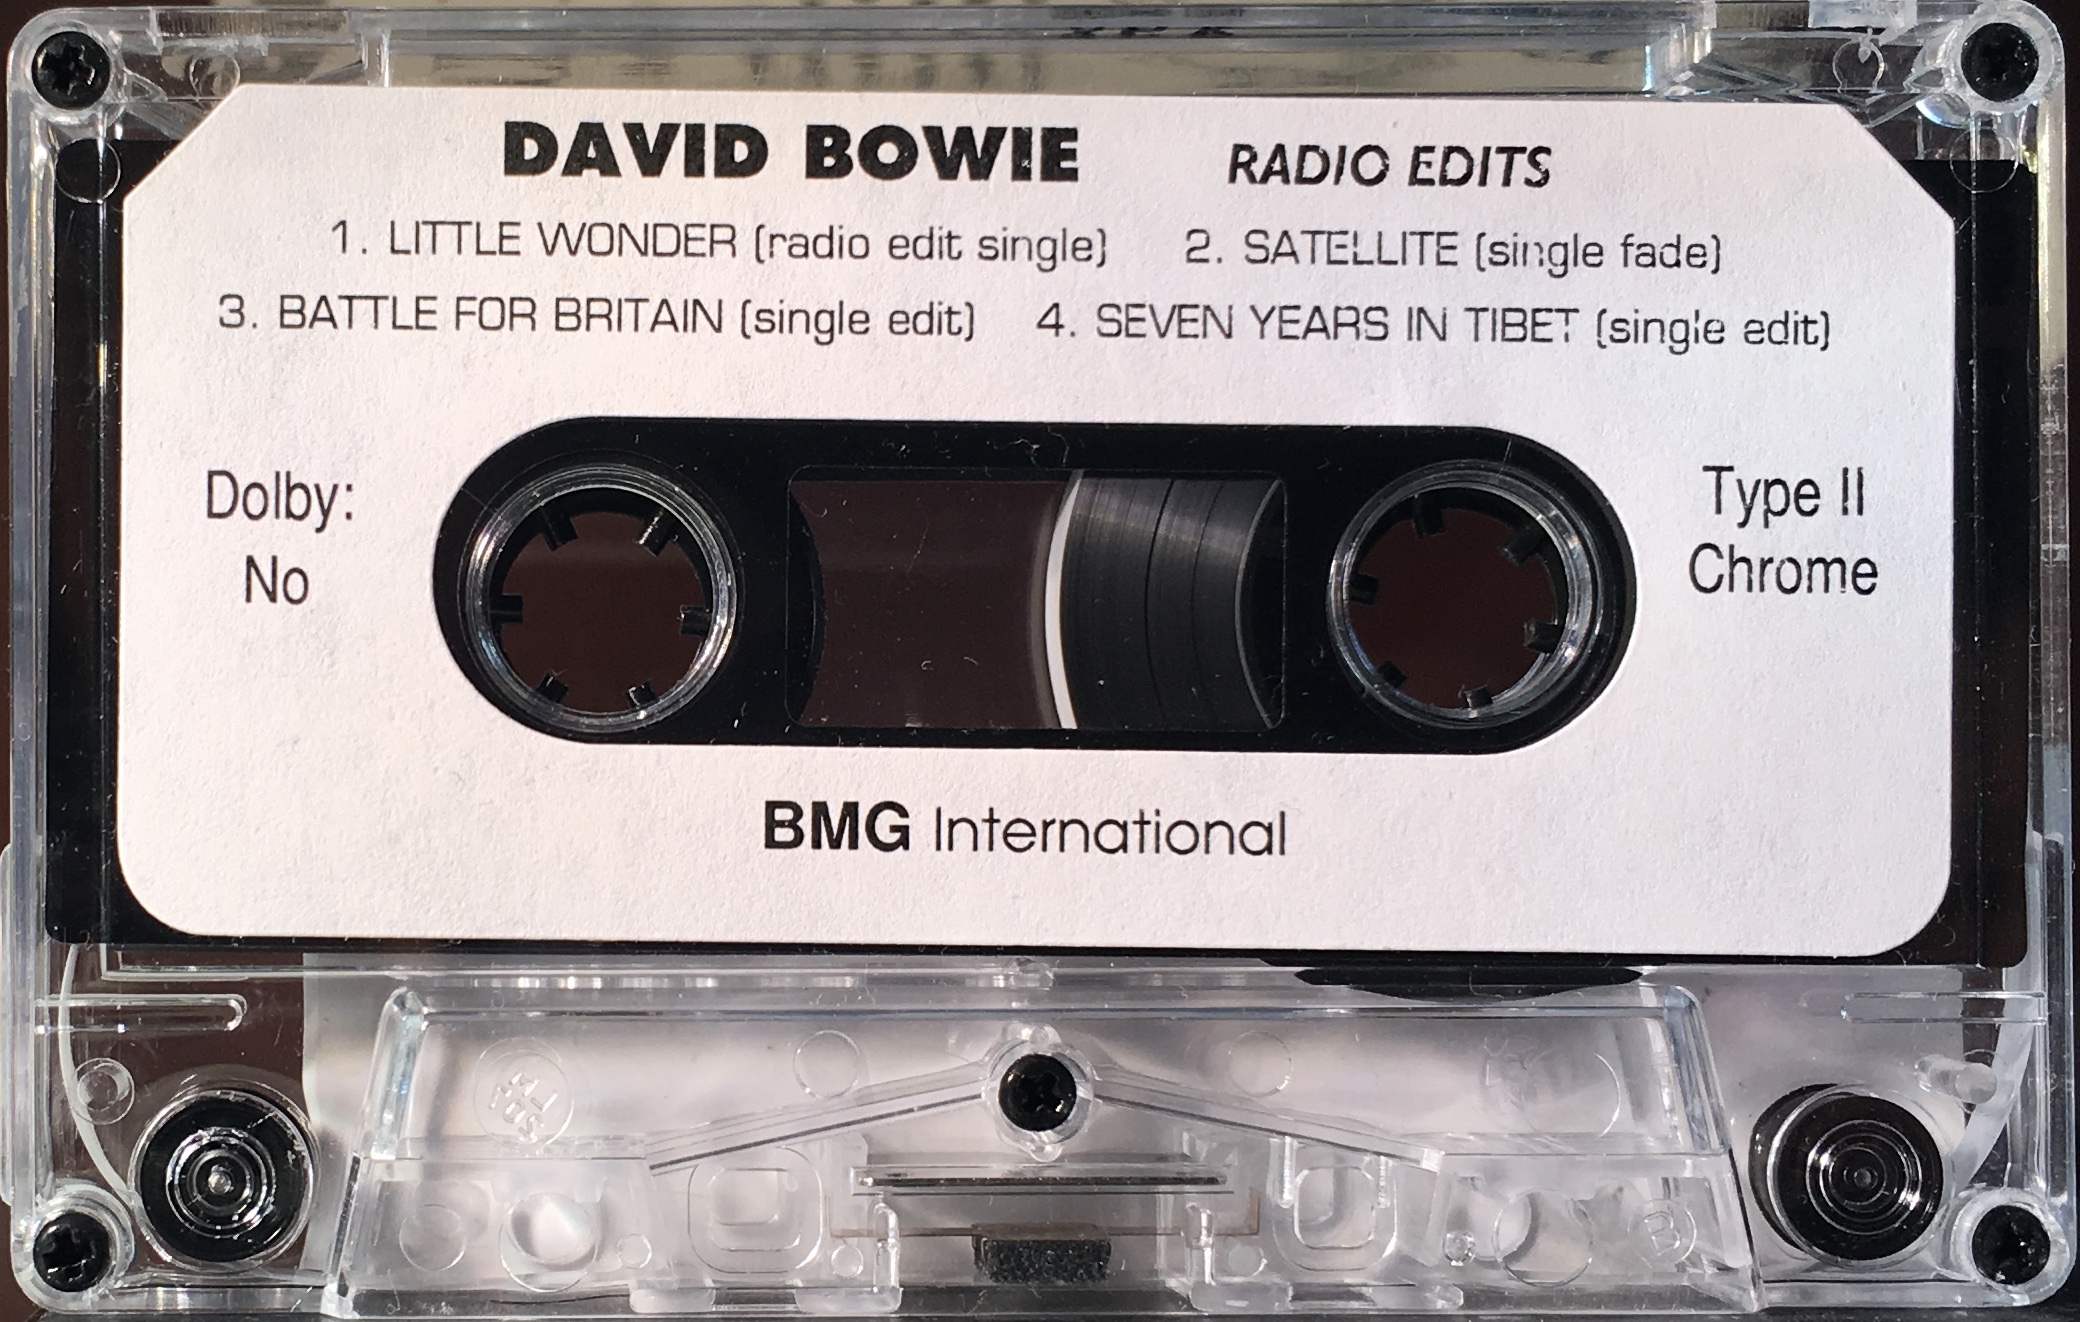 DAVID BOWIE RADIO EDITS
1. LITTLE WONDER (radio edit single) 2. SATELLITE (single fade)
3. BATTLE FOR BRITAIN (single edit) 4. SEVEN YEARS IN TIBET (single edit)
Dolby:
No
Type II
Chrome
BMG International
B